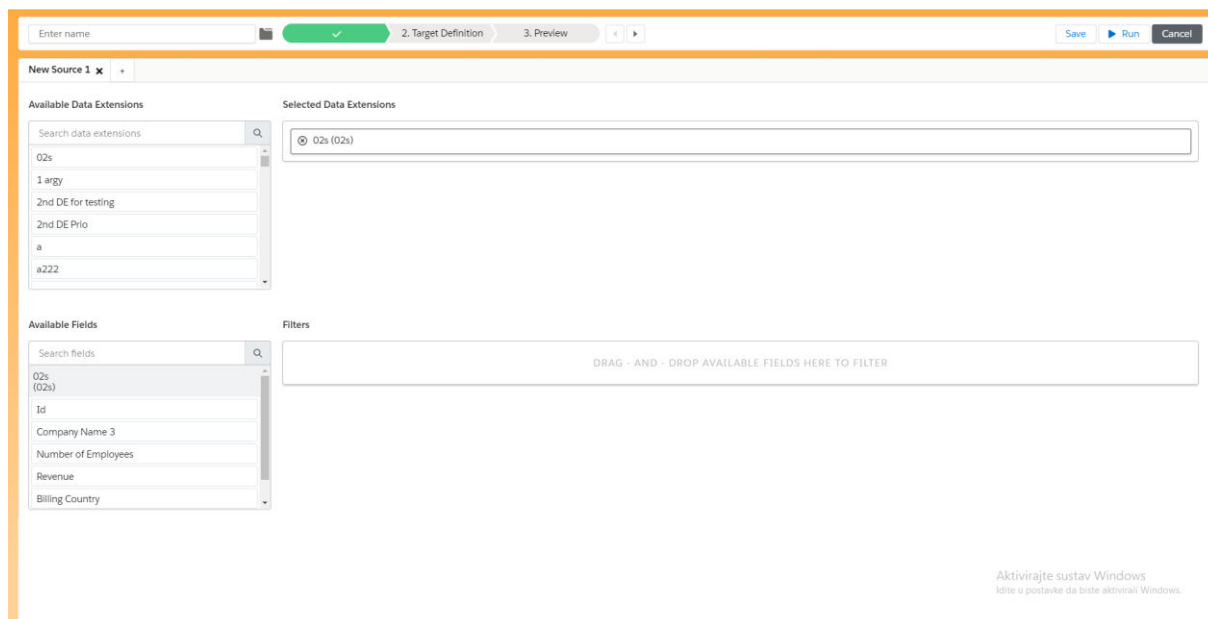 Enter name
2. Target Definition
3. Preview
Save
Run
Cancel
New Source 1 x
+
Available Data Extensions
Selected Data Extensions
Search data extensions
02s (02s)
02s
1 argy
2nd DE for testing
2nd DE Prio
a
a222
Available Fields
Filters
Search fields
DRAG - AND - DROP AVAILABLE FIELDS HERE TO FILTER
02s
(02s)
Id
Company Name 3
Number of Employees
Revenue
Billing Country
Aktivirajte sustav Windows
Idite u postavke da biste aktivirali Windows.